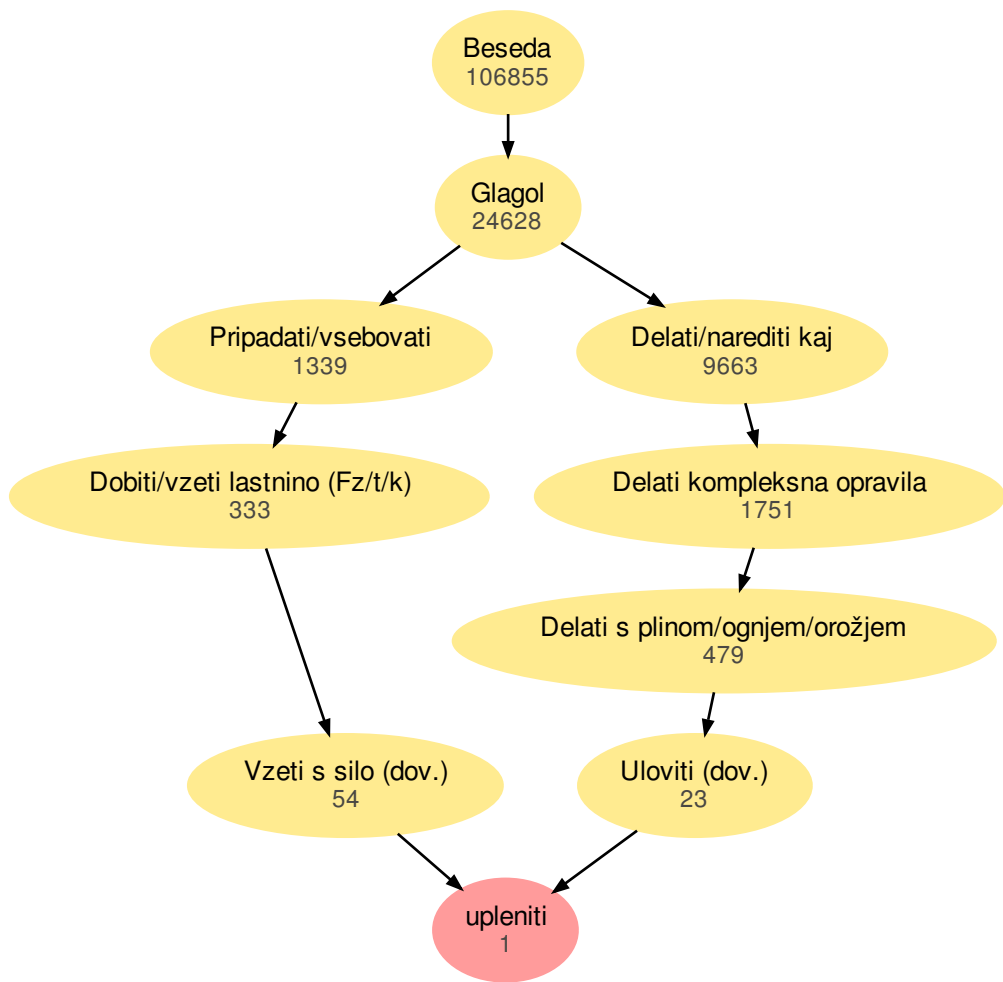 Beseda
106855
Glagol
24628
Pripadati/vsebovati
1339
Delati/narediti kaj
9663
Dobiti/vzeti lastnino (Fz/t/k)
333
Delati kompleksna opravila
1751
Delati s plinom/ognjem/orožjem
479
Vzeti s silo (dov.)
54
Uloviti (dov.)
23
upleniti
1